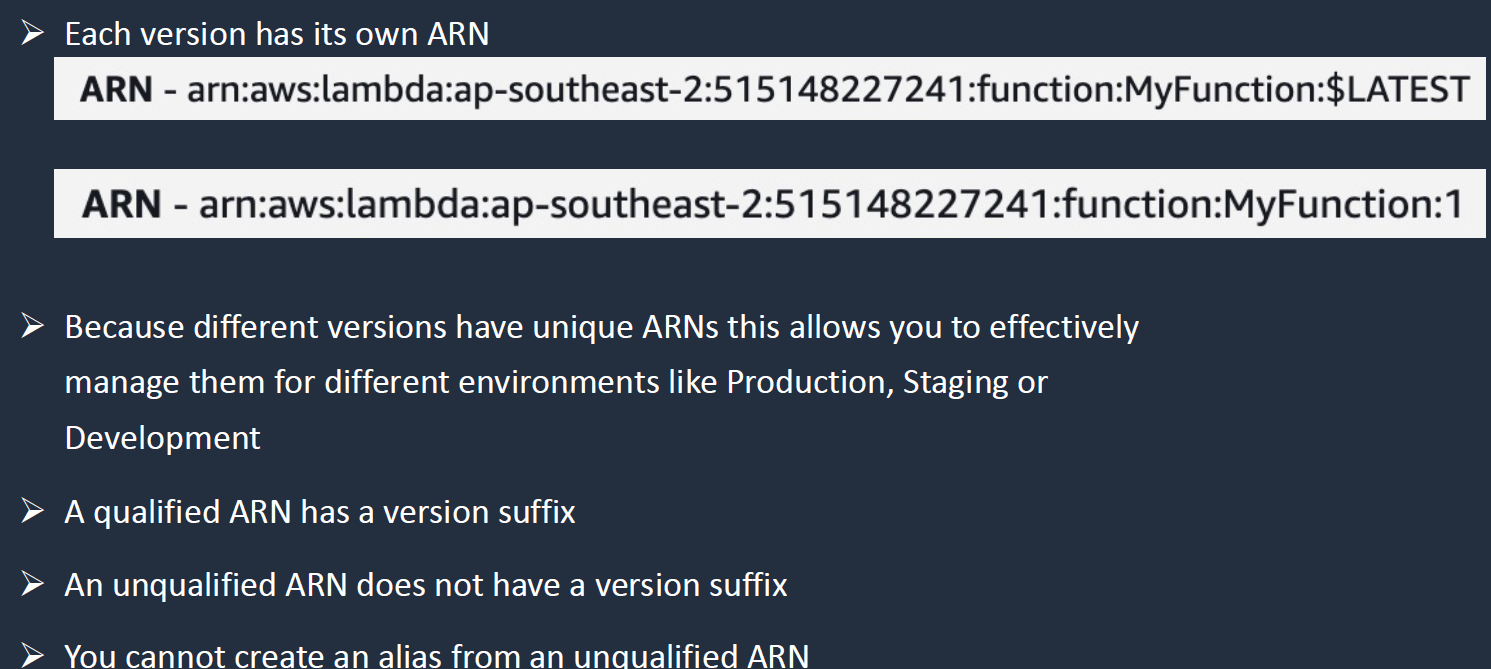 ➢ Each version has its own ARN
ARN - arn:aws:lambda:ap-southeast-2:515148227241:function:MyFunction:$LATEST
ARN - arn:aws:lambda:ap-southeast-2:515148227241:function:MyFunction:1
➢ Because different versions have unique ARNs this allows you to effectively
manage them for different environments like Production, Staging or
Development
➢ A qualified ARN has a version suffix
➢ An unqualified ARN does not have a version suffix
➢ You cannot create an alias from an unqualified ARN